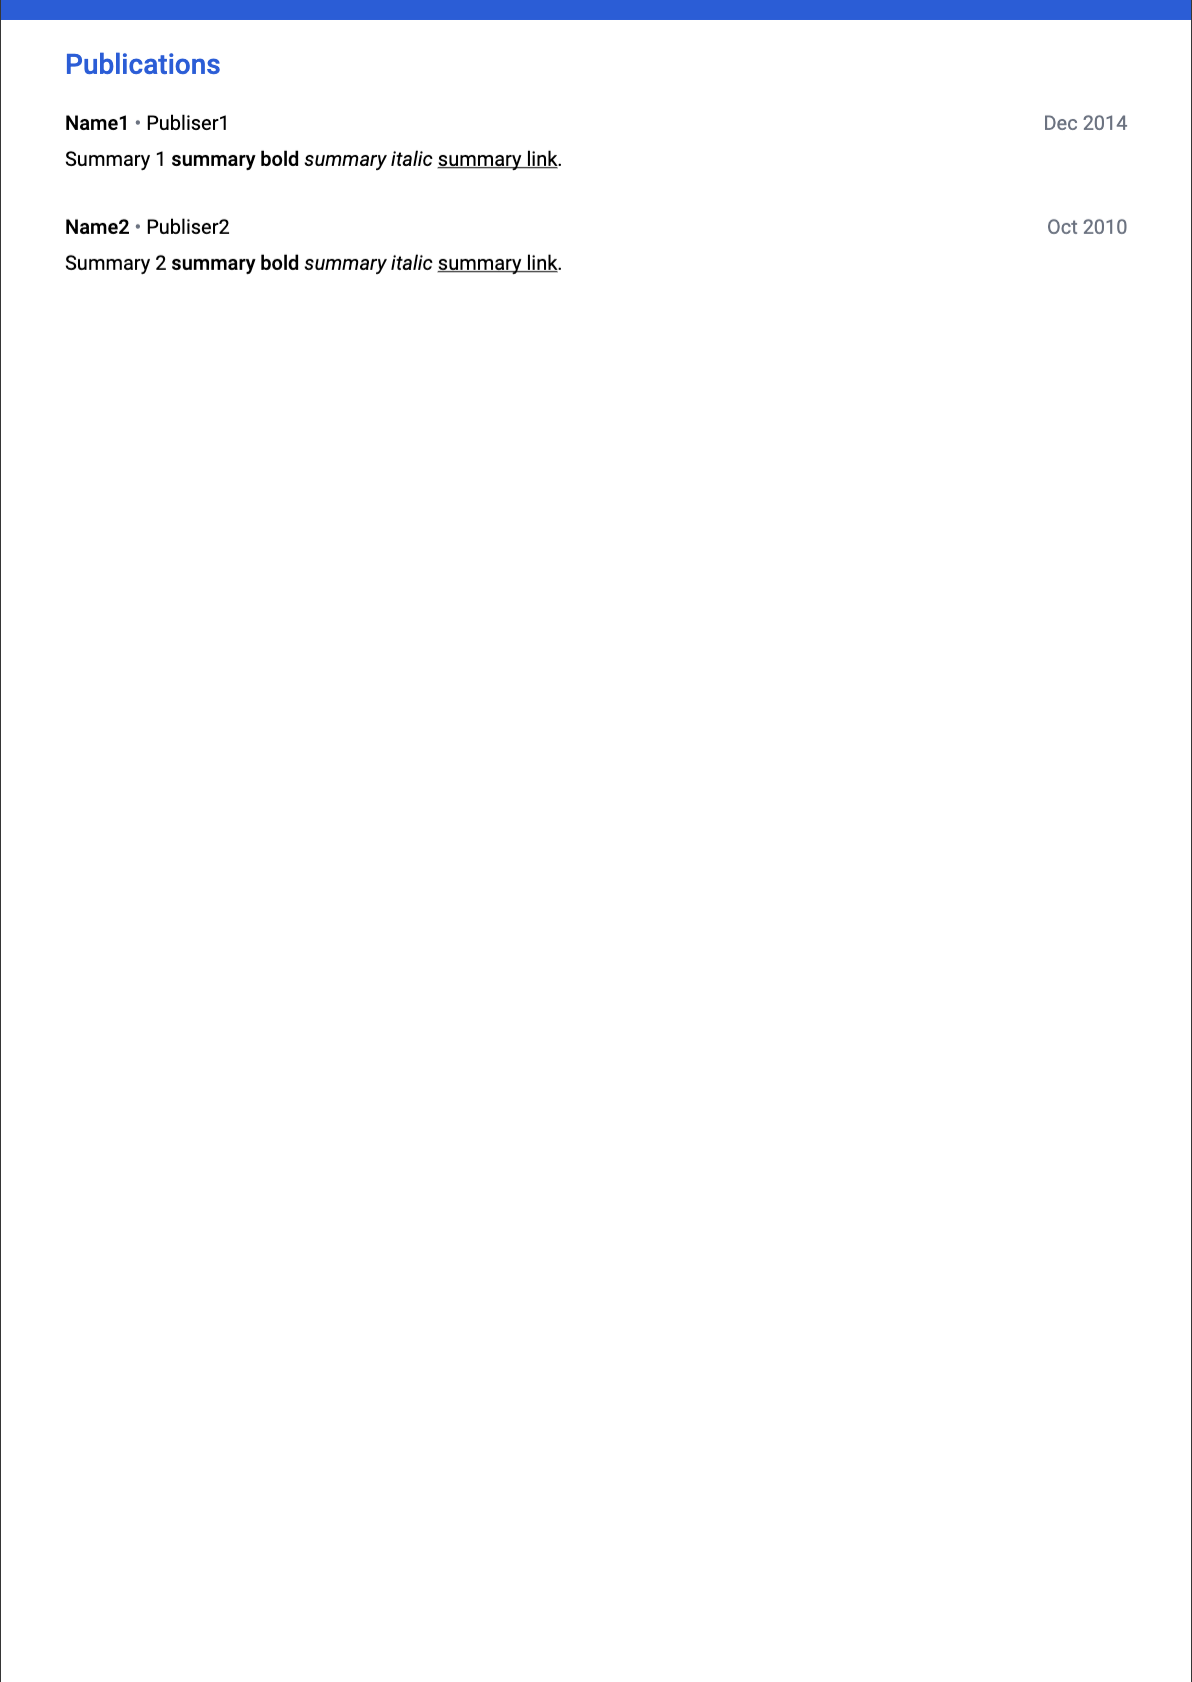 Publications
Name1 • Publiser1 Dec 2014
Summary 1 summary bold summary italic summary link.
Name2 • Publiser2 Oct 2010
Summary 2 summary bold summary italic summary link.